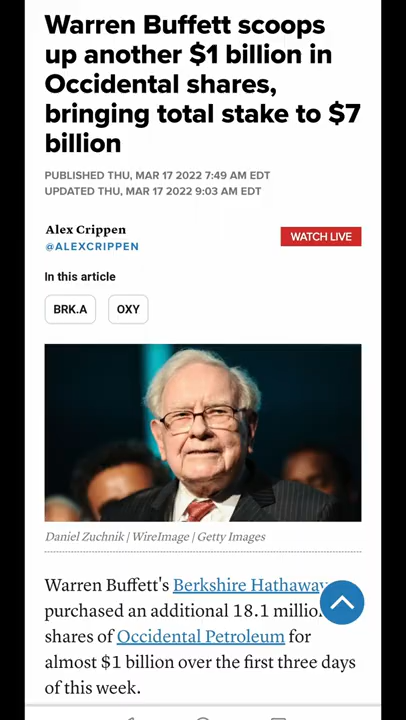 Warren Buffett scoops
up another $1 billion in
Occidental shares,
bringing total stake to $7
billion
PUBLISHED THU, MAR 17 2022 7:49 AM EDT
UPDATED THU, MAR 17 2022 9:03 AM EDT
Alex Crippen
@ALEXCRIPPEN
WATCH LIVE
In this article
BRK.A OXY
Daniel Zuchnik | WireImage | Getty Images
Warren Buffett's Berkshire Hathaway
purchased an additional 18.1 million
shares of Occidental Petroleum for
almost $1 billion over the first three days
of this week.